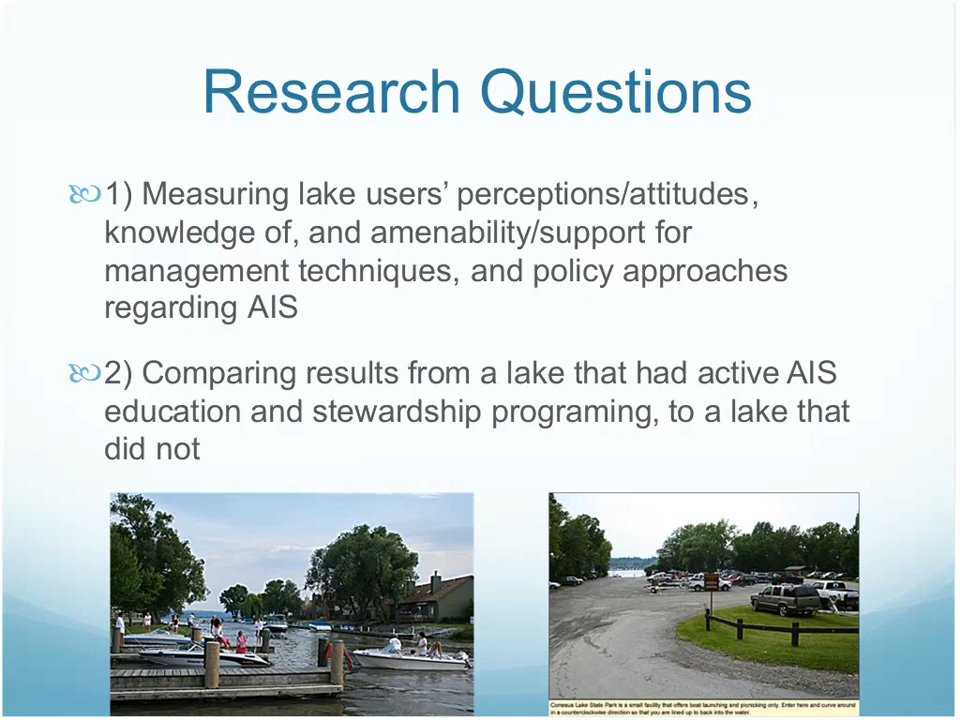 Research Questions
1) Measuring lake users’ perceptions/attitudes,
knowledge of, and amenability/support for
management techniques, and policy approaches
regarding AIS
2) Comparing results from a lake that had active AIS
education and stewardship programing, to a lake that
did not
Conesus Lake State Park is a small facility that offers boat launching and picnicking only. Enter here and curve around
in a counterclockwise direction so that you are lined up to back into the water.